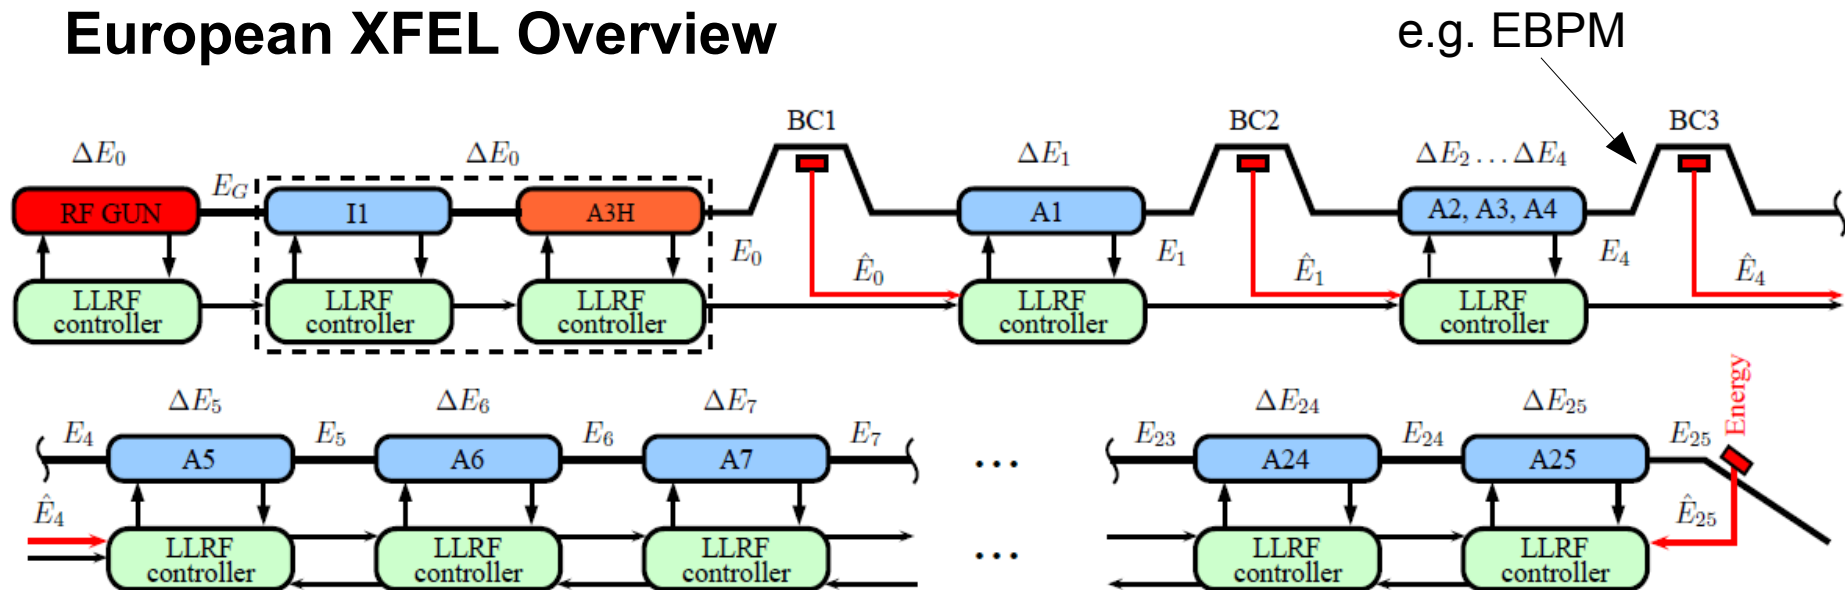 European XFEL Overview
e.g. EBPM
BC1
BC2
BC3
ΔE₀
ΔE₀
ΔE₁
ΔE₂ … ΔE₄
RF GUN
E_G
I1
A3H
A1
A2, A3, A4
E₀
Ê₀
E₁
Ê₁
E₄
Ê₄
LLRF
controller
LLRF
controller
LLRF
controller
LLRF
controller
LLRF
controller
ΔE₅
ΔE₆
ΔE₇
ΔE₂₄
ΔE₂₅
Energy
E₄
A5
E₅
A6
E₆
A7
E₇
…
E₂₃
A24
E₂₄
A25
E₂₅
Ê₄
Ê₂₅
LLRF
controller
LLRF
controller
LLRF
controller
…
LLRF
controller
LLRF
controller